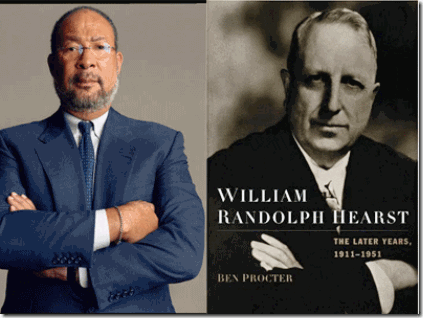 WILLIAM
RANDOLPH HEARST
THE LATER YEARS,
1911–1951
BEN PROCTER